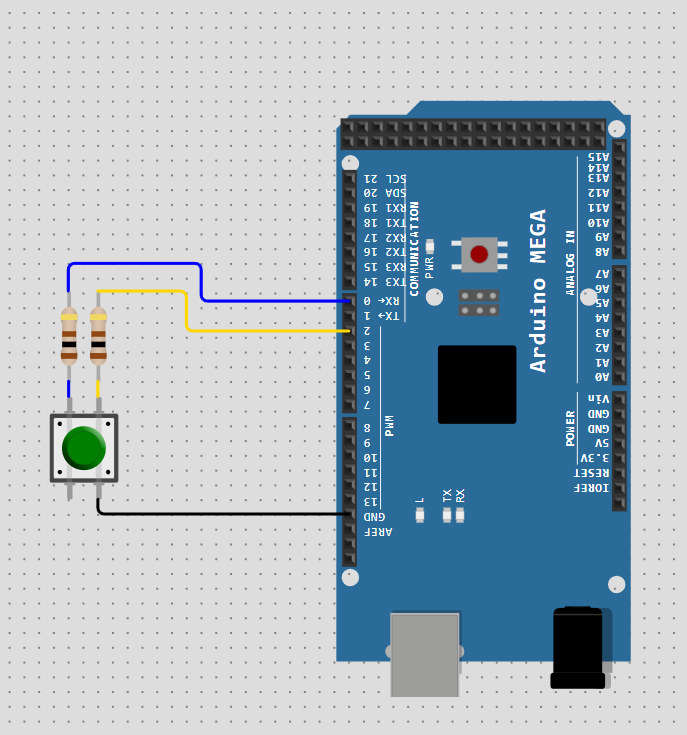 SCL 21
SDA 20
RX1 19
TX1 18
RX2 17
TX2 16
RX3 15
TX3 14
COMMUNICATION
RX← 0
TX→ 1
2
3
4
5
6
7
PWM
8
9
10
11
12
13
GND
AREF
PWR
L
TX
RX
Arduino MEGA
A15
A14
A13
A12
A11
A10
A9
A8
ANALOG IN
A7
A6
A5
A4
A3
A2
A1
A0
POWER
Vin
GND
GND
5V
3.3V
RESET
IOREF